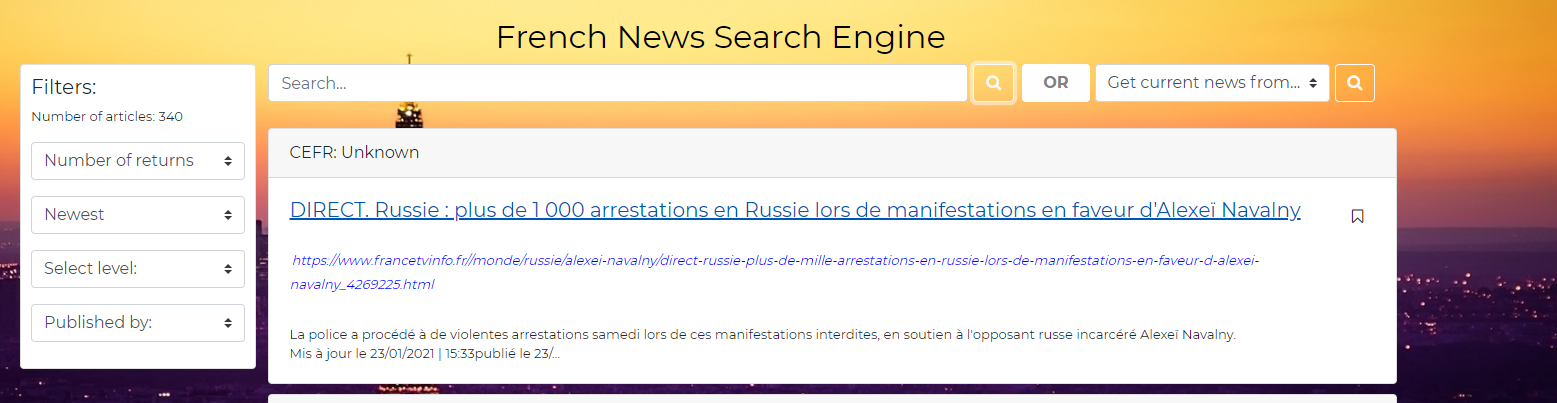 French News Search Engine
Search...
OR
Get current news from...
Filters:
Number of articles: 340
Number of returns
Newest
Select level:
Published by:
CEFR: Unknown
DIRECT. Russie : plus de 1 000 arrestations en Russie lors de manifestations en faveur d'Alexeï Navalny
https://www.francetvinfo.fr//monde/russie/alexei-navalny/direct-russie-plus-de-mille-arrestations-en-russie-lors-de-manifestations-en-faveur-d-alexei-
navalny_4269225.html
La police a procédé à de violentes arrestations samedi lors de ces manifestations interdites, en soutien à l'opposant russe incarcéré Alexeï Navalny.
Mis à jour le 23/01/2021 | 15:33publié le 23/...